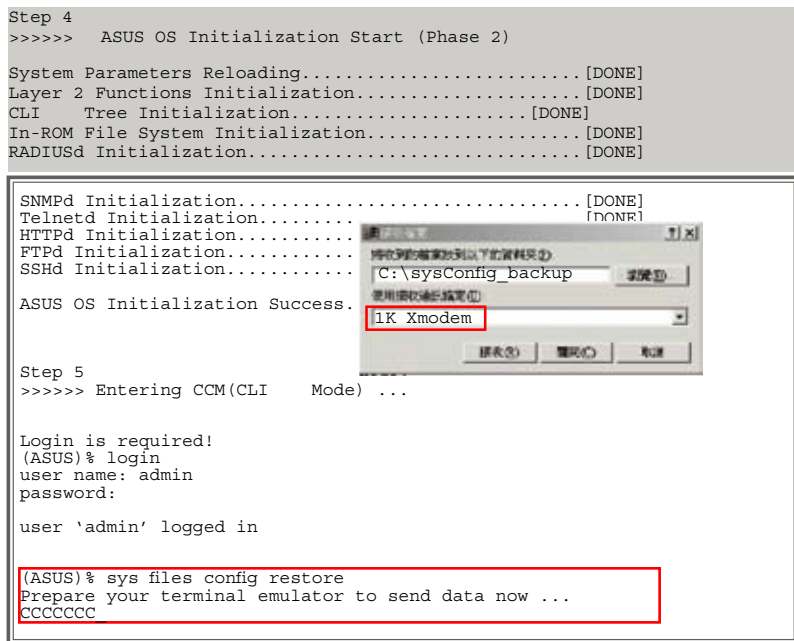 Step 4
>>>>>>   ASUS OS Initialization Start (Phase 2)
System Parameters Reloading..........................[DONE]
Layer 2 Functions Initialization.....................[DONE]
CLI    Tree Initialization......................[DONE]
In-ROM File System Initialization....................[DONE]
RADIUSd Initialization...............................[DONE]
SNMPd Initialization................................[DONE]
Telnetd Initialization......... [DONE]
HTTPd Initialization...........
FTPd Initialization............
SSHd Initialization............
C:\sysConfig_backup
ASUS OS Initialization Success.
1K Xmodem
取消
Step 5
>>>>>> Entering CCM(CLI    Mode) ...
Login is required!
(ASUS)% login
user name: admin
password:
user ‘admin’ logged in
(ASUS)% sys files config restore
Prepare your terminal emulator to send data now ...
CCCCCCC_